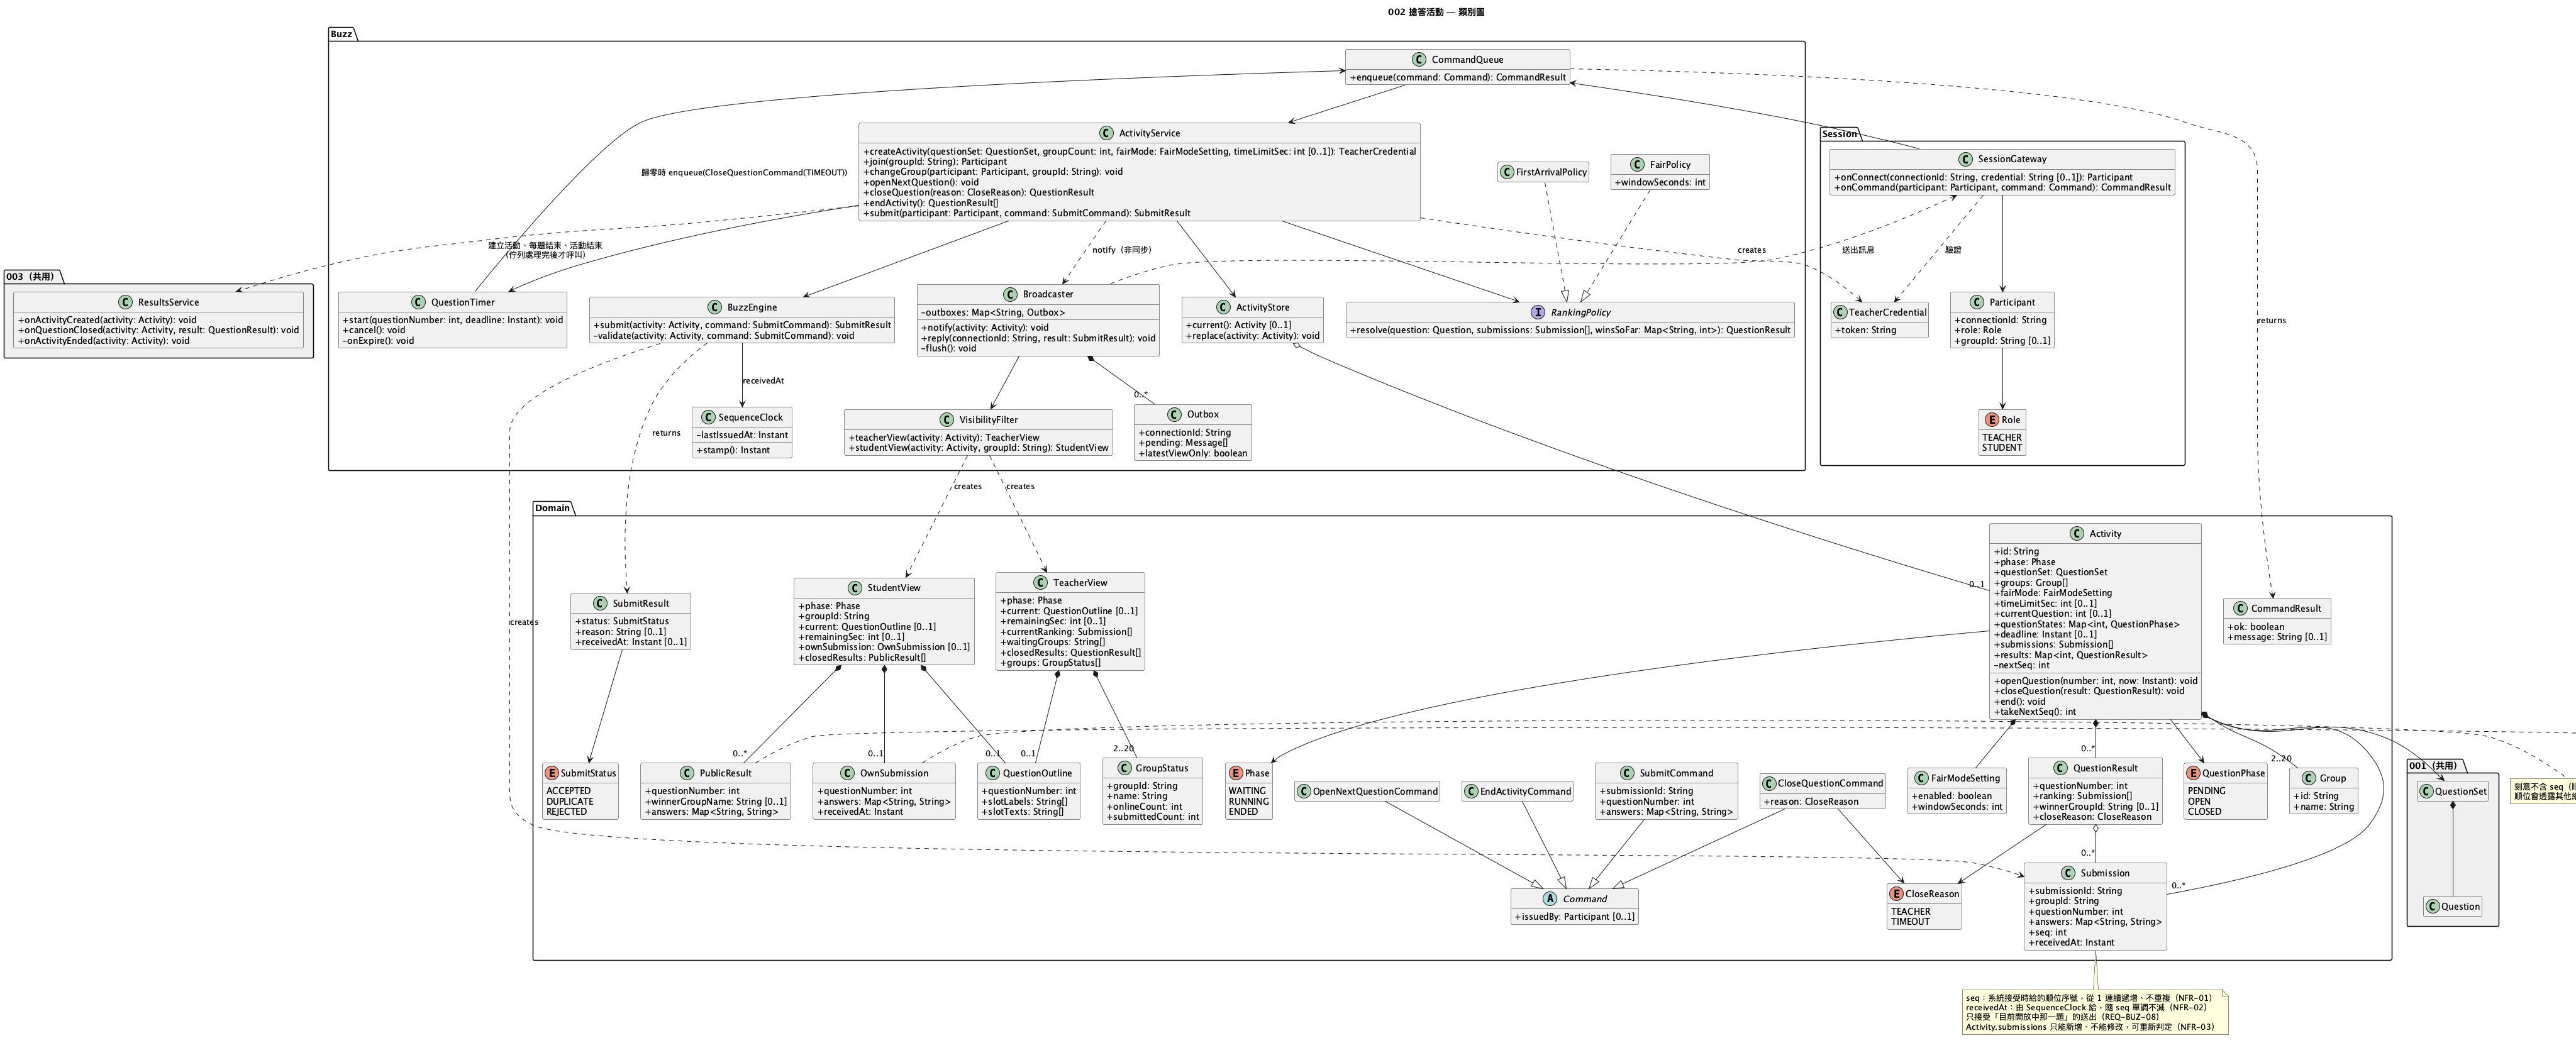 002 搶答活動 — 類別圖
Buzz
CommandQueue
+enqueue(command: Command): CommandResult
ActivityService
+createActivity(questionSet: QuestionSet, groupCount: int, fairMode: FairModeSetting, timeLimitSec: int [0..1]): TeacherCredential
+join(groupId: String): Participant
+changeGroup(participant: Participant, groupId: String): void
+openNextQuestion(): void
+closeQuestion(reason: CloseReason): QuestionResult
+endActivity(): QuestionResult[]
+submit(participant: Participant, command: SubmitCommand): SubmitResult
FirstArrivalPolicy
FairPolicy
+windowSeconds: int
Session
SessionGateway
+onConnect(connectionId: String, credential: String [0..1]): Participant
+onCommand(participant: Participant, command: Command): CommandResult
歸零時 enqueue(CloseQuestionCommand(TIMEOUT))
建立活動、每題結束、活動結束
(佇列處理完後才呼叫)
notify（非同步）
creates
送出訊息
驗證
returns
003（共用）
ResultsService
+onActivityCreated(activity: Activity): void
+onQuestionClosed(activity: Activity, result: QuestionResult): void
+onActivityEnded(activity: Activity): void
QuestionTimer
+start(questionNumber: int, deadline: Instant): void
+cancel(): void
−onExpire(): void
BuzzEngine
+submit(activity: Activity, command: SubmitCommand): SubmitResult
−validate(activity: Activity, command: SubmitCommand): void
Broadcaster
−outboxes: Map<String, Outbox>
+notify(activity: Activity): void
+reply(connectionId: String, result: SubmitResult): void
−flush(): void
ActivityStore
+current(): Activity [0..1]
+replace(activity: Activity): void
RankingPolicy
+resolve(question: Question, submissions: Submission[], winsSoFar: Map<String, int>): QuestionResult
TeacherCredential
+token: String
Participant
+connectionId: String
+role: Role
+groupId: String [0..1]
receivedAt
returns
0..*
SequenceClock
−lastIssuedAt: Instant
+stamp(): Instant
VisibilityFilter
+teacherView(activity: Activity): TeacherView
+studentView(activity: Activity, groupId: String): StudentView
Outbox
+connectionId: String
+pending: Message[]
+latestViewOnly: boolean
Role
TEACHER
STUDENT
creates
creates
Domain
SubmitResult
+status: SubmitStatus
+reason: String [0..1]
+receivedAt: Instant [0..1]
creates
StudentView
+phase: Phase
+groupId: String
+current: QuestionOutline [0..1]
+remainingSec: int [0..1]
+ownSubmission: OwnSubmission [0..1]
+closedResults: PublicResult[]
TeacherView
+phase: Phase
+current: QuestionOutline [0..1]
+remainingSec: int [0..1]
+currentRanking: Submission[]
+waitingGroups: String[]
+closedResults: QuestionResult[]
+groups: GroupStatus[]
0..1
Activity
+id: String
+phase: Phase
+questionSet: QuestionSet
+groups: Group[]
+fairMode: FairModeSetting
+timeLimitSec: int [0..1]
+currentQuestion: int [0..1]
+questionStates: Map<int, QuestionPhase>
+deadline: Instant [0..1]
+submissions: Submission[]
+results: Map<int, QuestionResult>
−nextSeq: int
+openQuestion(number: int, now: Instant): void
+closeQuestion(result: QuestionResult): void
+end(): void
+takeNextSeq(): int
CommandResult
+ok: boolean
+message: String [0..1]
0..*
0..1
0..1
0..1
2..20
0..*
2..20
SubmitStatus
ACCEPTED
DUPLICATE
REJECTED
PublicResult
+questionNumber: int
+winnerGroupName: String [0..1]
+answers: Map<String, String>
OwnSubmission
+questionNumber: int
+answers: Map<String, String>
+receivedAt: Instant
QuestionOutline
+questionNumber: int
+slotLabels: String[]
+slotTexts: String[]
GroupStatus
+groupId: String
+name: String
+onlineCount: int
+submittedCount: int
Phase
WAITING
RUNNING
ENDED
OpenNextQuestionCommand
EndActivityCommand
SubmitCommand
+submissionId: String
+questionNumber: int
+answers: Map<String, String>
CloseQuestionCommand
+reason: CloseReason
FairModeSetting
+enabled: boolean
+windowSeconds: int
QuestionResult
+questionNumber: int
+ranking: Submission[]
+winnerGroupId: String [0..1]
+closeReason: CloseReason
QuestionPhase
PENDING
OPEN
CLOSED
Group
+id: String
+name: String
001（共用）
QuestionSet
Question
刻意不含 seq
順位會透露其他
0..*
0..*
Command
+issuedBy: Participant [0..1]
CloseReason
TEACHER
TIMEOUT
Submission
+submissionId: String
+groupId: String
+questionNumber: int
+answers: Map<String, String>
+seq: int
+receivedAt: Instant
seq：系統接受時給的順位序號，從 1 連續遞增、不重複（NFR-01）
receivedAt：由 SequenceClock 給，隨 seq 單調不減（NFR-02）
只接受「目前開放中那一題」的送出（REQ-BUZ-08）
Activity.submissions 只能新增、不能修改，可重新判定（NFR-03）